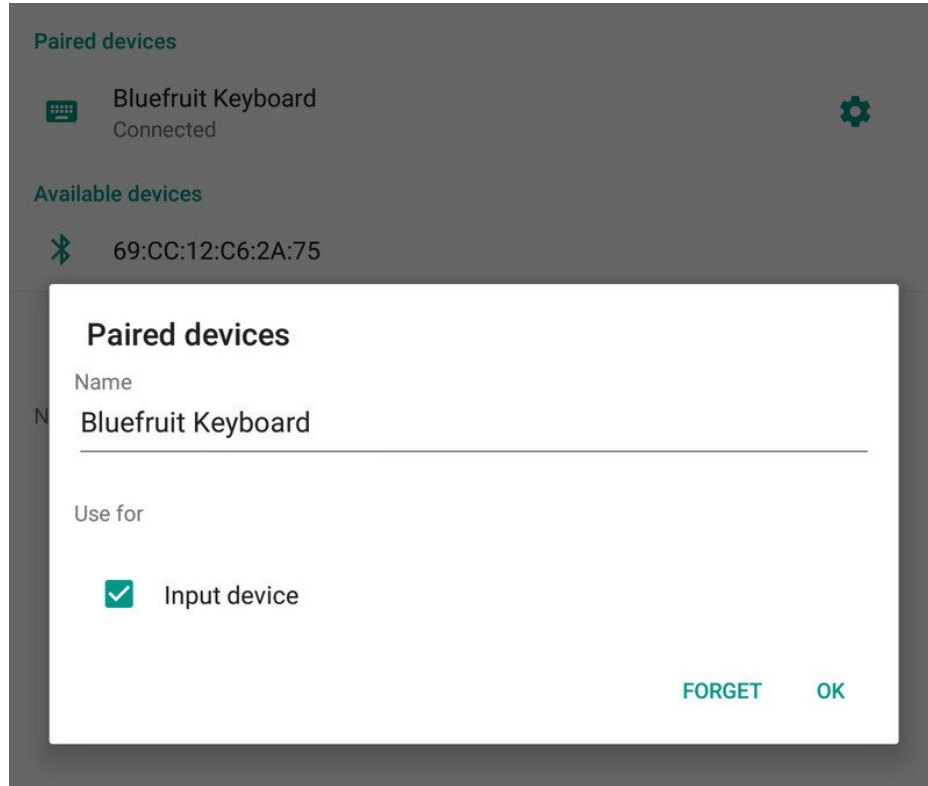 Paired devices
Bluefruit Keyboard
Connected
Available devices
69:CC:12:C6:2A:75
Paired devices
Name
N
Bluefruit Keyboard
Use for
Input device
FORGET OK